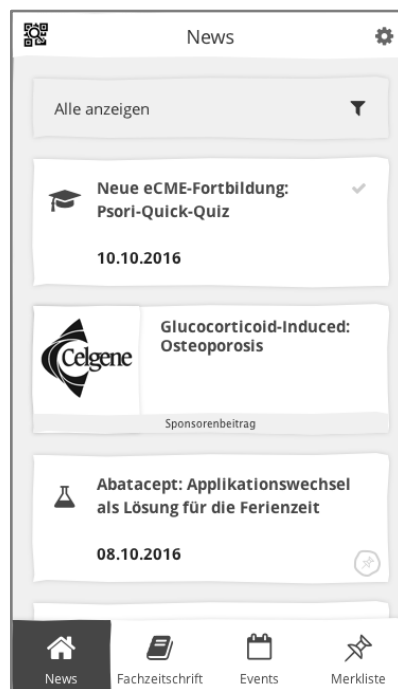 News
Alle anzeigen
Neue eCME-Fortbildung:
Psori-Quick-Quiz
10.10.2016
Celgene
Glucocorticoid-Induced:
Osteoporosis
Sponsorenbeitrag
Abatacept: Applikationswechsel
als Lösung für die Ferienzeit
08.10.2016
News
Fachzeitschrift
Events
Merkliste